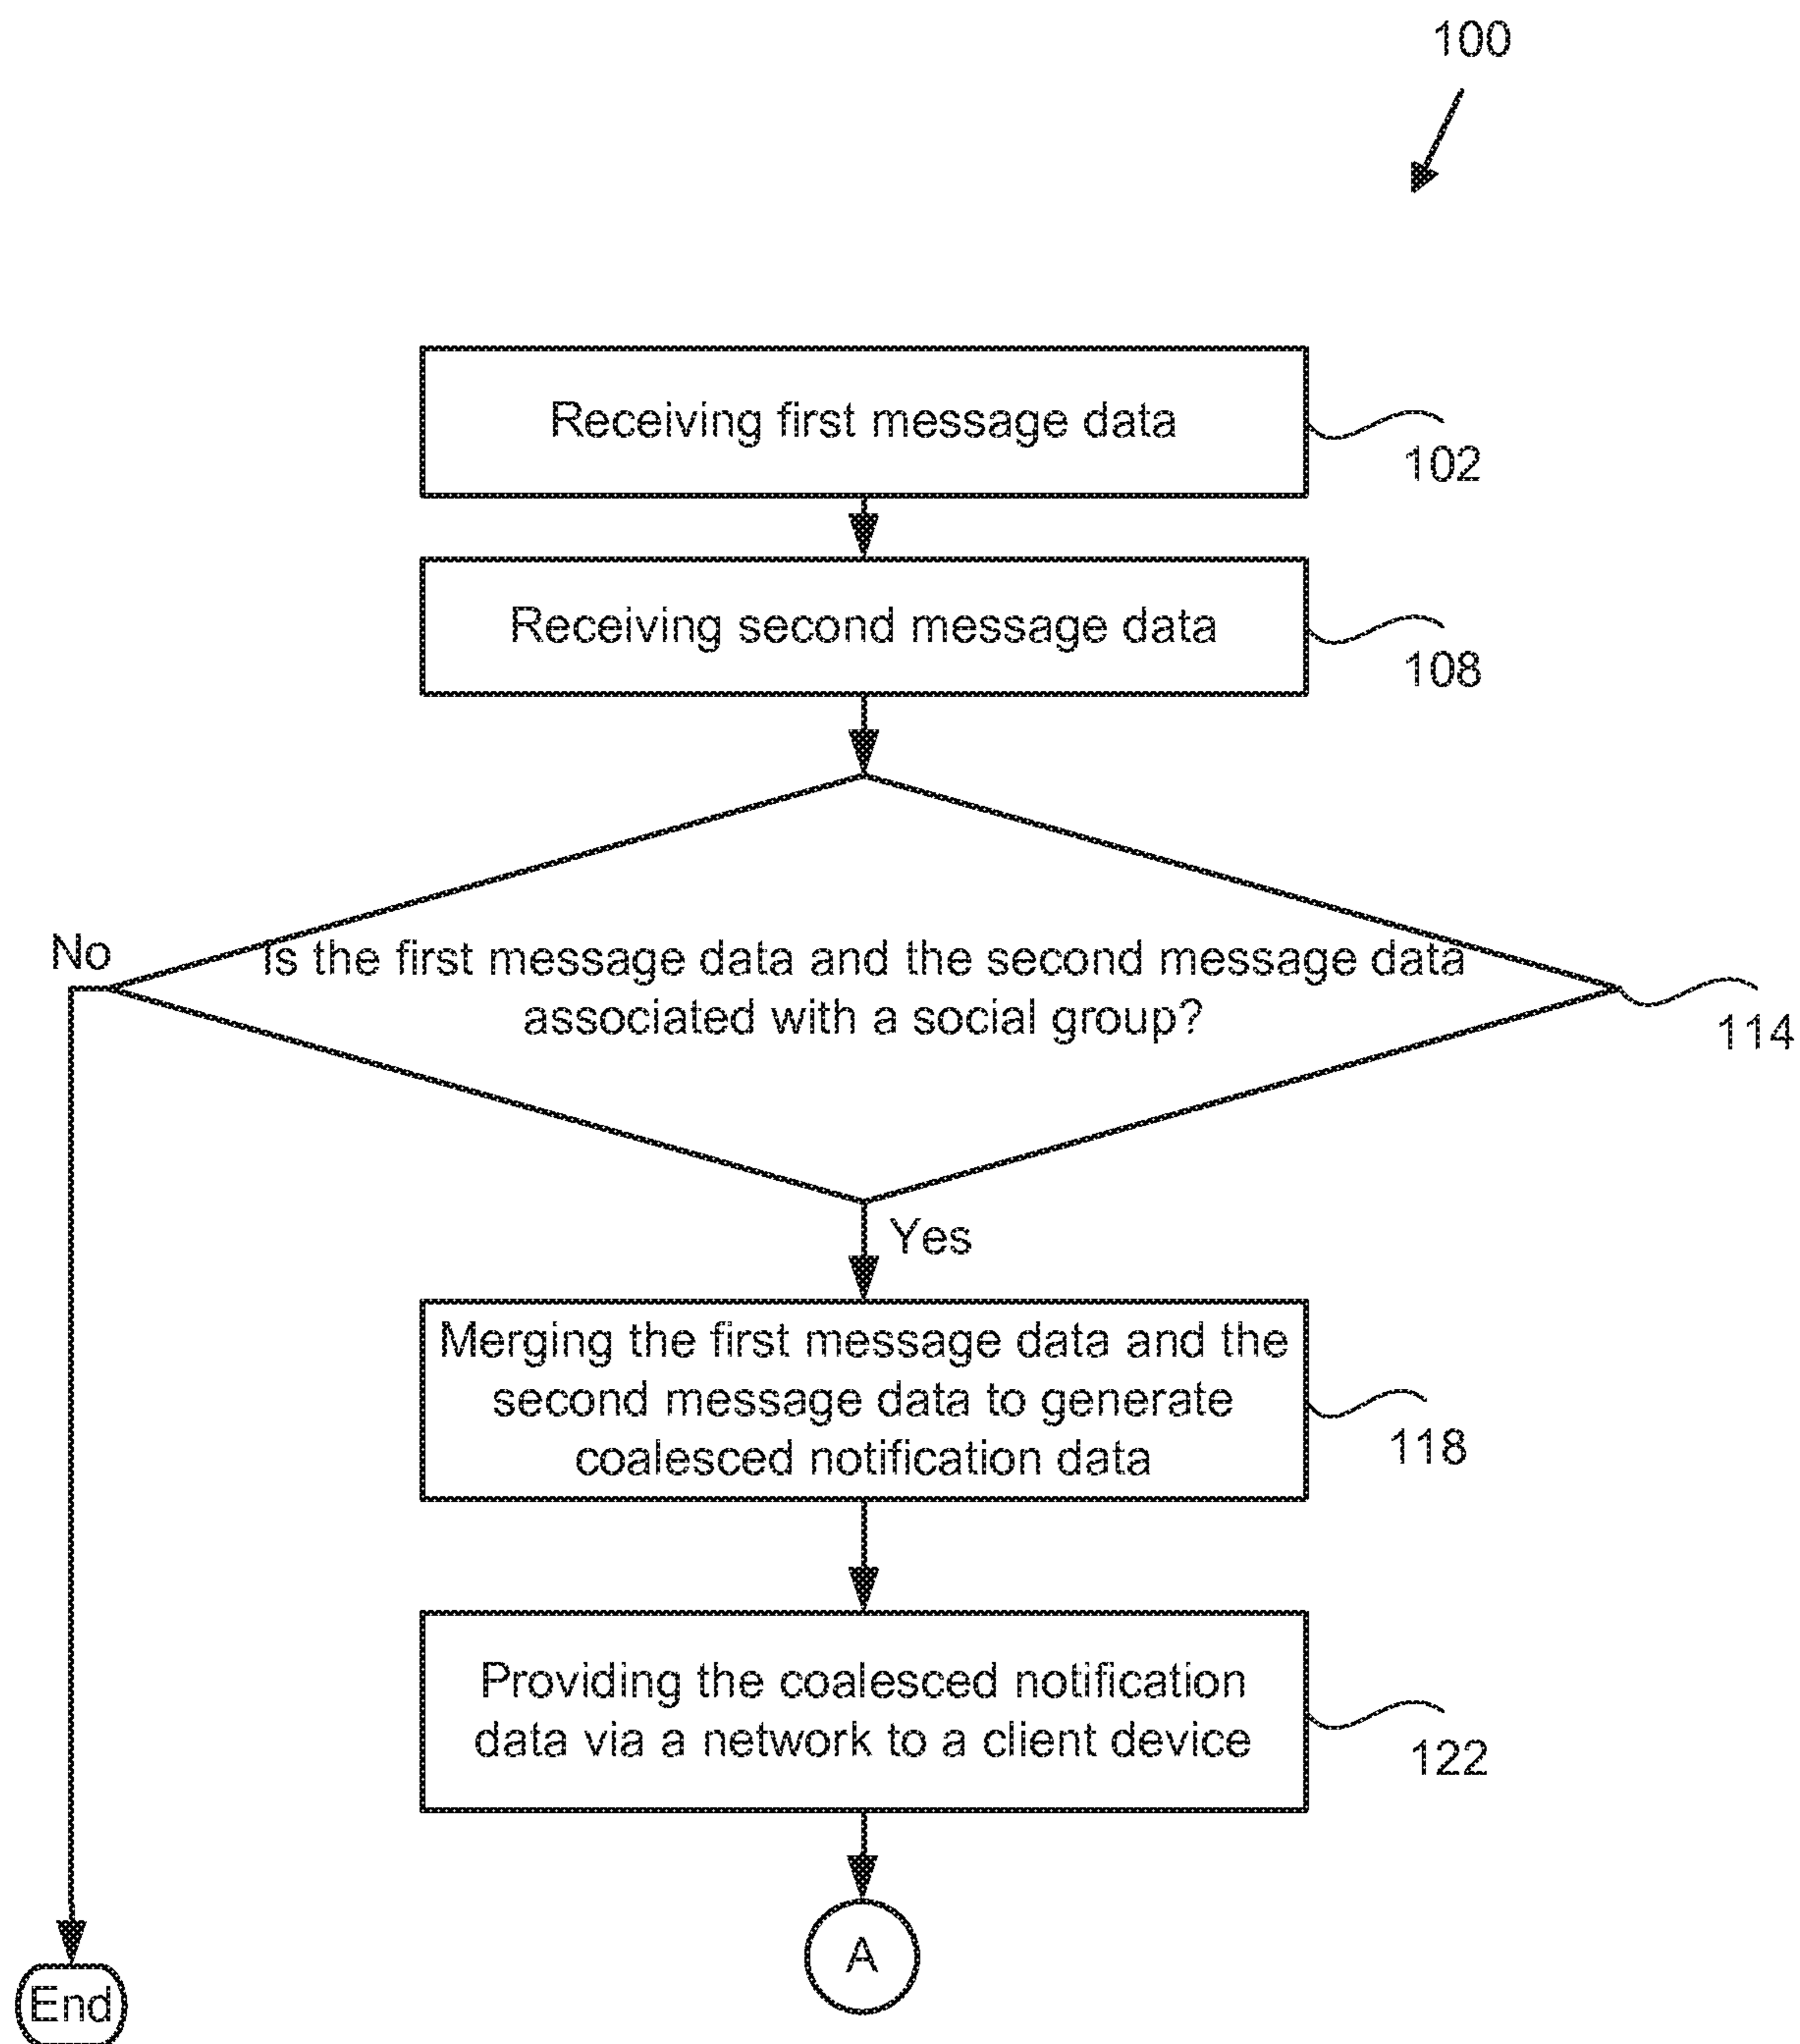 100
Receiving first message data
102
Receiving second message data
108
No
Is the first message data and the second message data
associated with a social group?
114
Yes
Merging the first message data and the
second message data to generate
coalesced notification data
118
Providing the coalesced notification
data via a network to a client device
122
A
End